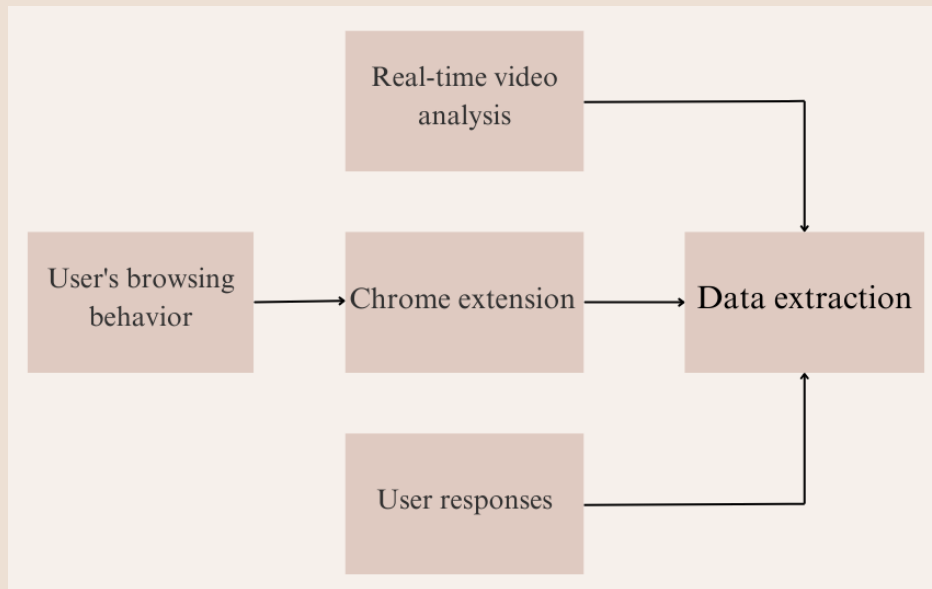 Real-time video
analysis
User's browsing
behavior
Chrome extension
Data extraction
User responses